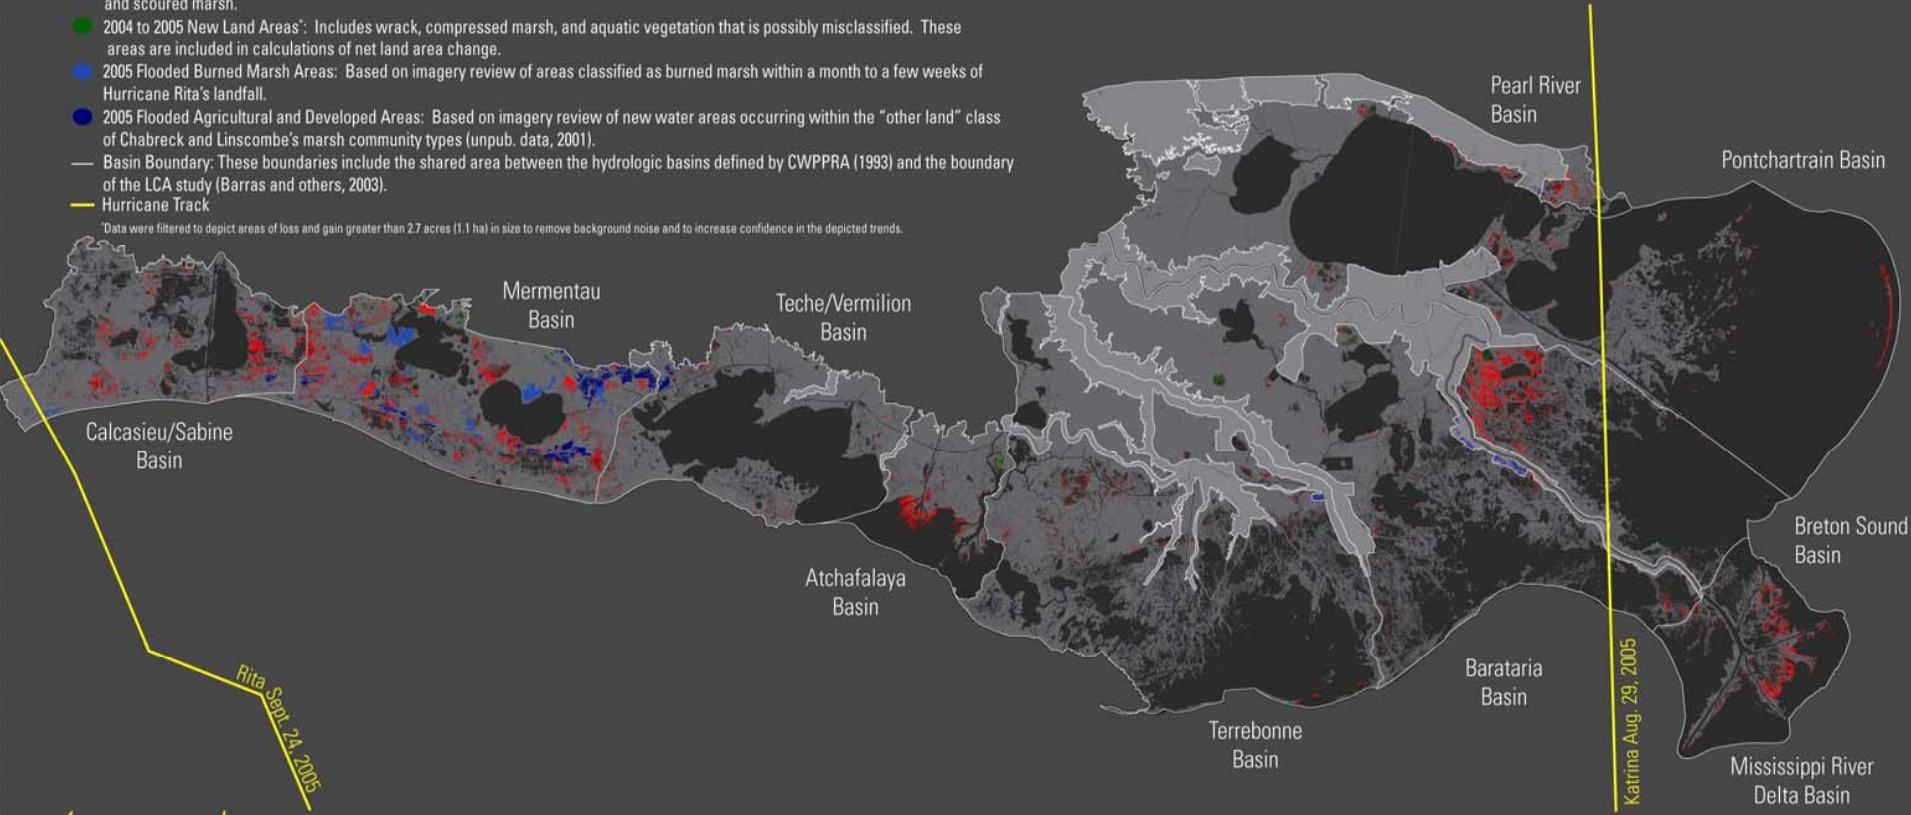 and scoured marsh.
2004 to 2005 New Land Areas*: Includes wrack, compressed marsh, and aquatic vegetation that is possibly misclassified. These
areas are included in calculations of net land area change.
2005 Flooded Burned Marsh Areas: Based on imagery review of areas classified as burned marsh within a month to a few weeks of
Hurricane Rita's landfall.
2005 Flooded Agricultural and Developed Areas: Based on imagery review of new water areas occurring within the "other land" class
of Chabreck and Linscombe's marsh community types (unpub. data, 2001).
Basin Boundary: These boundaries include the shared area between the hydrologic basins defined by CWPPRA (1993) and the boundary
of the LCA study (Barras and others, 2003).
Hurricane Track
*Data were filtered to depict areas of loss and gain greater than 2.7 acres (1.1 ha) in size to remove background noise and to increase confidence in the depicted trends.
Pearl River
Basin
Pontchartrain Basin
Mermentau
Basin
Teche/Vermilion
Basin
Calcasieu/Sabine
Basin
Breton Sound
Basin
Atchafalaya
Basin
Barataria
Basin
Terrebonne
Basin
Mississippi River
Delta Basin
Rita Sept. 24, 2005
Katrina Aug. 29, 2005